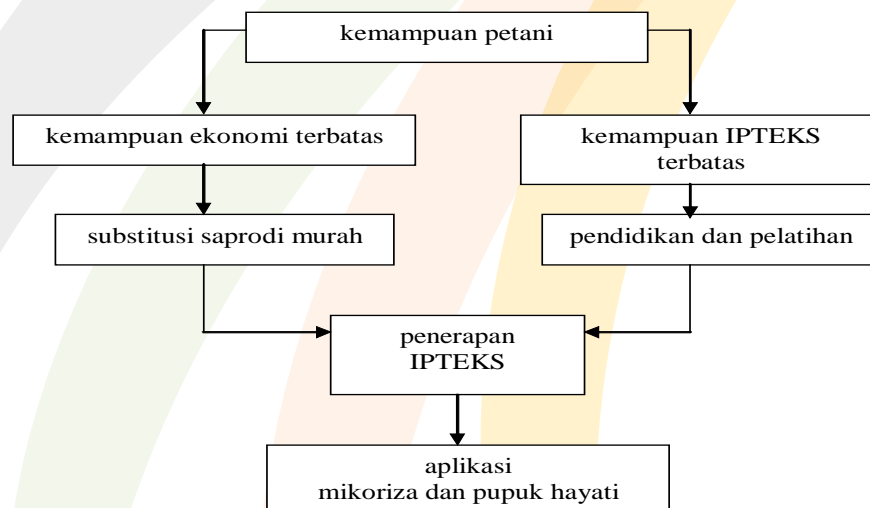 kemampuan petani
kemampuan ekonomi terbatas
kemampuan IPTEKS
terbatas
substitusi saprodi murah
pendidikan dan pelatihan
penerapan
IPTEKS
aplikasi
mikoriza dan pupuk hayati